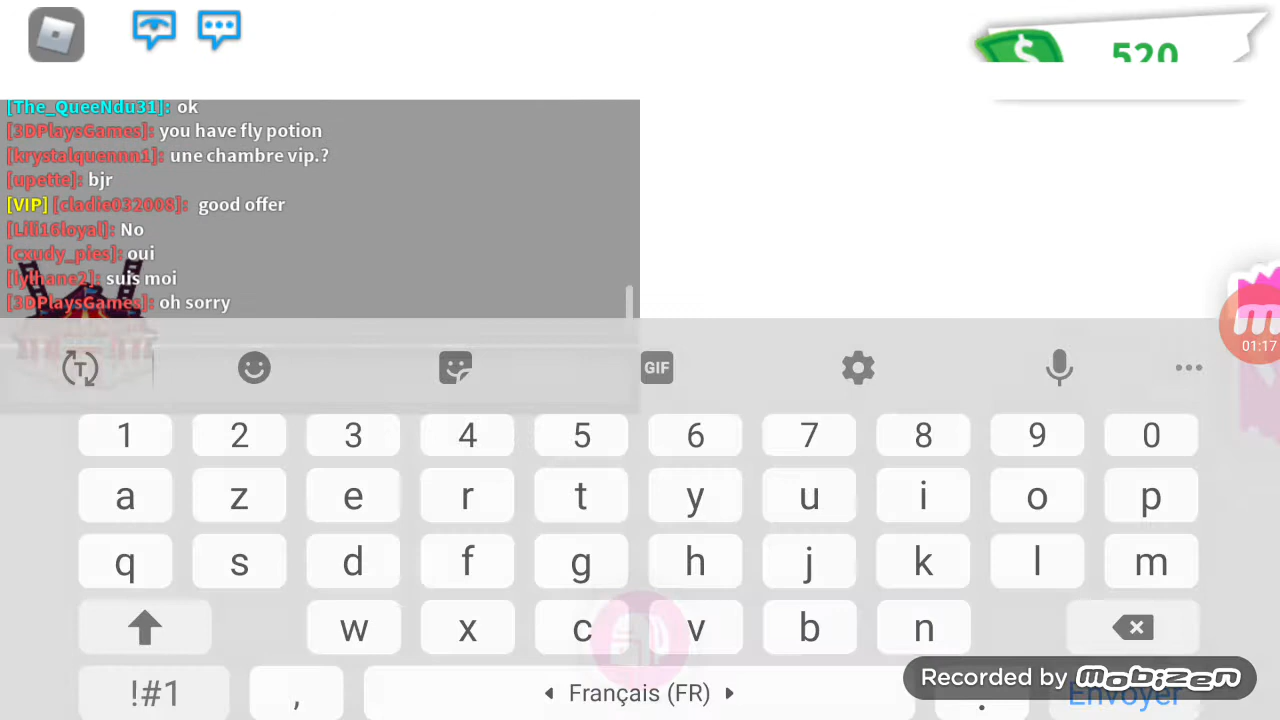 520
[The_QueeNdu31]: ok
[3DPlaysGames]: you have fly potion
[krystalquennn1]: une chambre vip.?
[upette]: bjr
[VIP] [cladie032008]: good offer
[Lili16loyal]: No
[cxudy_pies]: oui
[lylhane2]: suis moi
[3DPlaysGames]: oh sorry
01:17
GIF
1 2 3 4 5 6 7 8 9 0
a z e r t y u i o p
q s d f g h j k l m
w x c v b n
Recorded by MOBIZEN
!#1 , Français (FR) . Envoyer